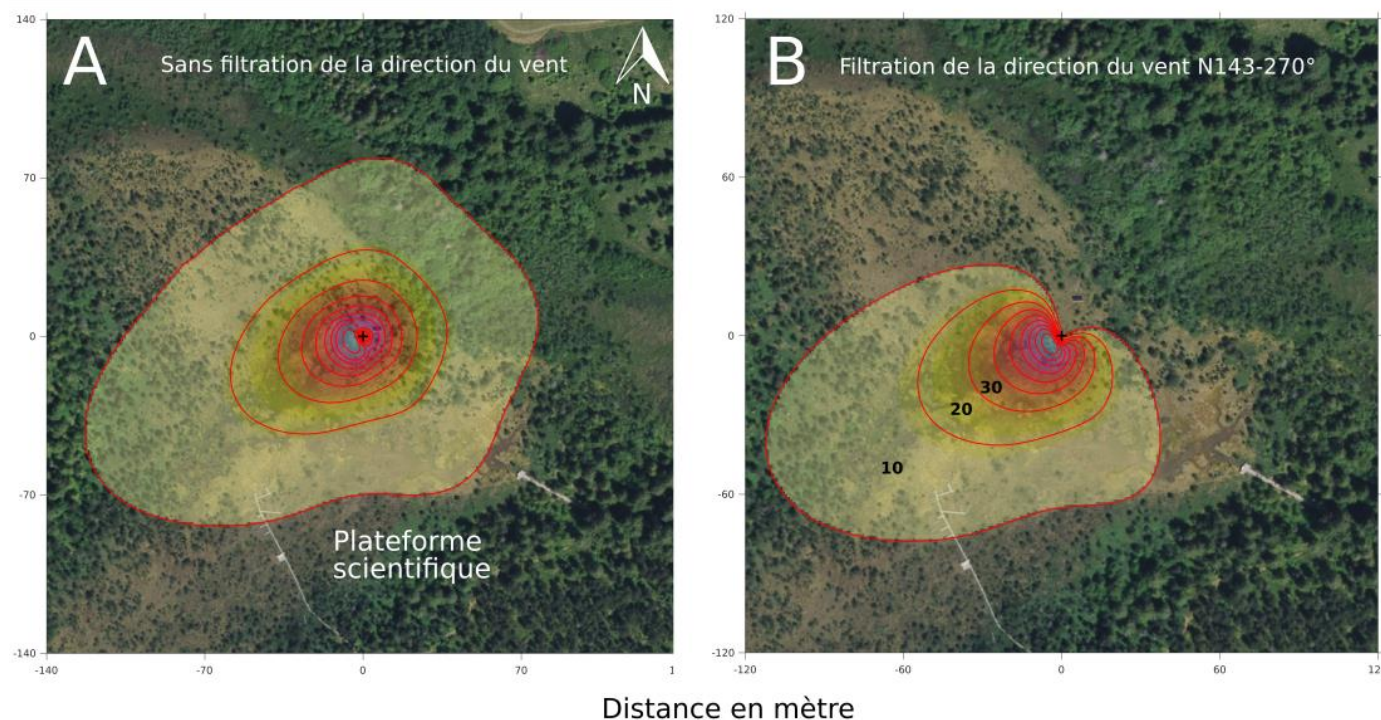 A
Sans filtration de la direction du vent
N
B
Filtration de la direction du vent N143-270°
140
70
0
-70
-140
-140
-70
0
70
1
Plateforme
scientifique
120
60
0
-60
-120
-120
-60
0
60
12
30
20
10
Distance en mètre